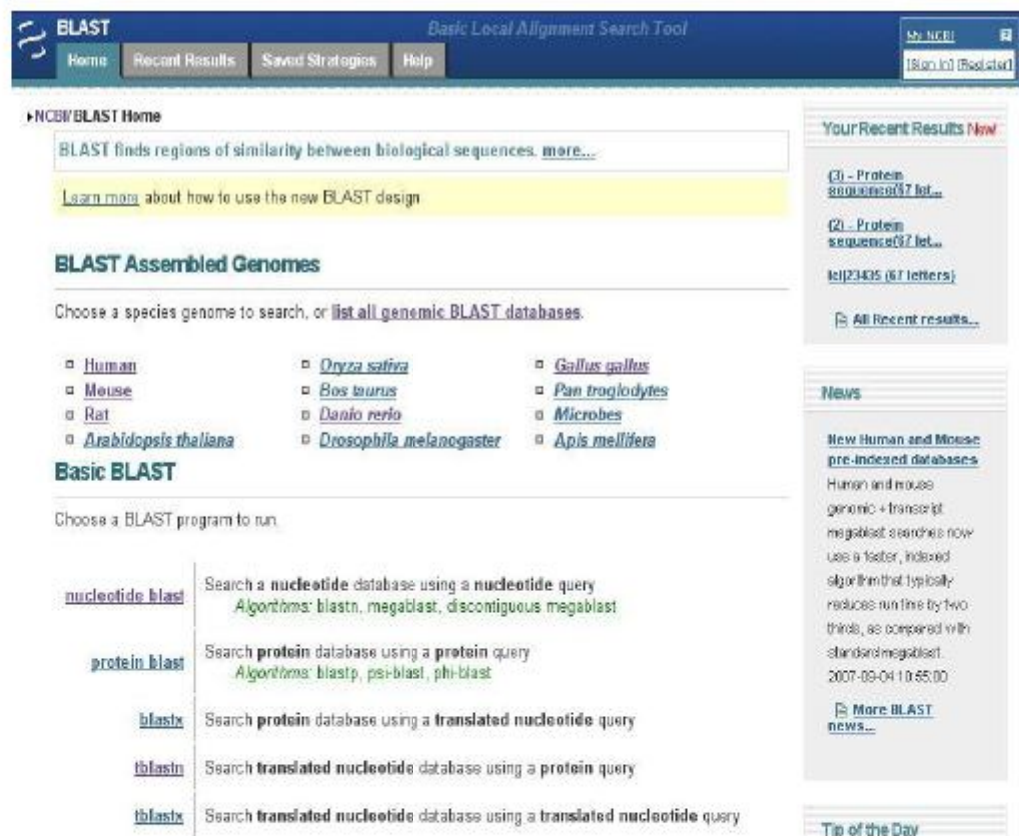 BLAST
Basic Local Alignment Search Tool
My NCBI
Home Recent Results Saved Strategies Help
[Sign In] [Register]
NCBI/BLAST Home
BLAST finds regions of similarity between biological sequences. more...
Learn more about how to use the new BLAST design
BLAST Assembled Genomes
Choose a species genome to search, or list all genomic BLAST databases.
Human
Mouse
Rat
Arabidopsis thaliana
Oryza sativa
Bos taurus
Danio rerio
Drosophila melanogaster
Gallus gallus
Pan troglodytes
Microbes
Apis mellifera
Basic BLAST
Choose a BLAST program to run.
nucleotide blast
Search a nucleotide database using a nucleotide query
Algorithms: blastn, megablast, discontiguous megablast
protein blast
Search protein database using a protein query
Algorithms: blastp, psi-blast, phi-blast
blastx
Search protein database using a translated nucleotide query
tblastn
Search translated nucleotide database using a protein query
tblastx
Search translated nucleotide database using a translated nucleotide query
Your Recent Results New!
(3) - Protein
sequence(67 let...
(2) - Protein
sequence(67 let...
lcl|23435 (67 letters)
All Recent results...
News
New Human and Mouse
pre-indexed databases
Human and mouse
genomic + transcript
megablast searches now
use a faster, indexed
algorithm that typically
reduces run time by two
thirds, as compared with
standard megablast.
2007-09-04 10:55:00
More BLAST
news...
Tip of the Day